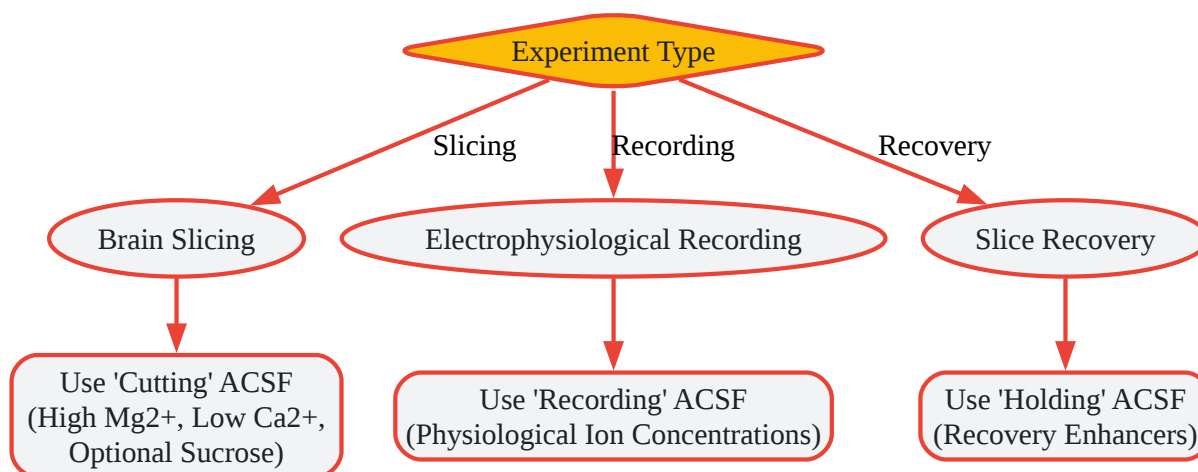 Experiment Type
Slicing
Recording
Recovery
Brain Slicing
Electrophysiological Recording
Slice Recovery
Use 'Cutting' ACSF
(High Mg2+, Low Ca2+,
Optional Sucrose)
Use 'Recording' ACSF
(Physiological Ion Concentrations)
Use 'Holding' ACSF
(Recovery Enhancers)